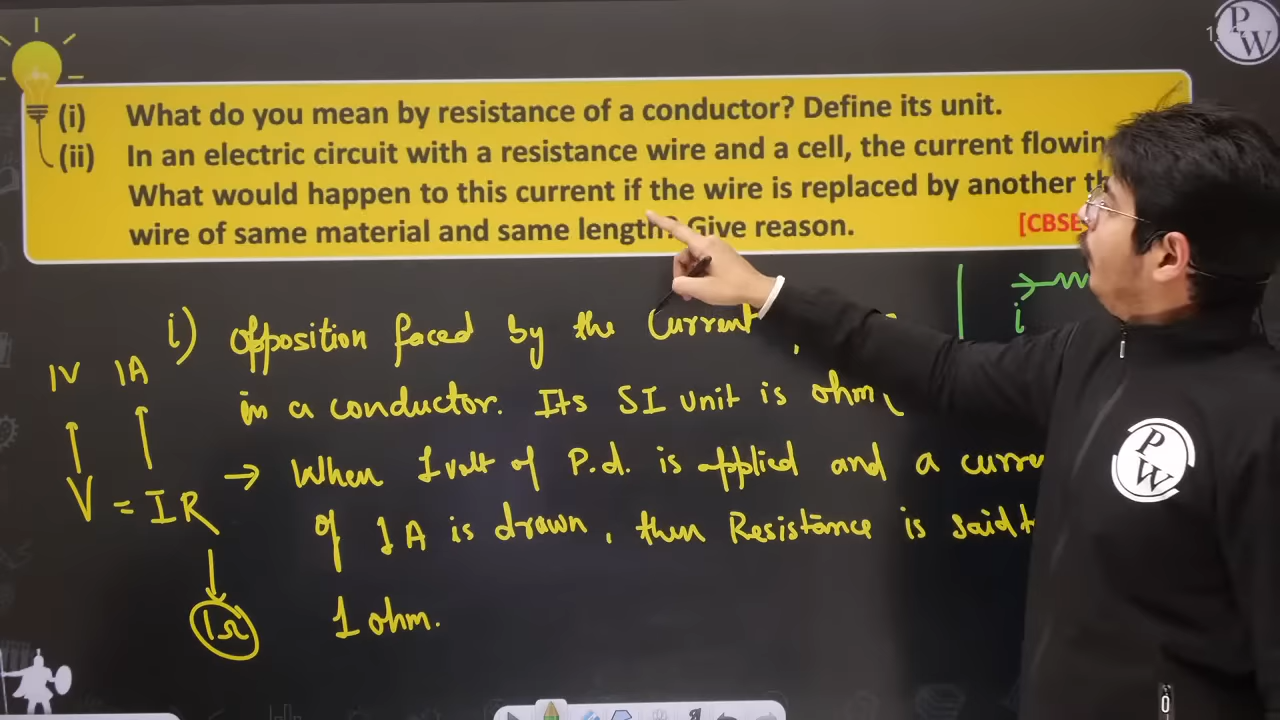 PW
(i) What do you mean by resistance of a conductor? Define its unit.
(ii) In an electric circuit with a resistance wire and a cell, the current flowin
What would happen to this current if the wire is replaced by another th
wire of same material and same length? Give reason.
[CBSE
i) Opposition faced by the current
in a conductor. Its SI unit is ohm,
→ When 1 volt of P.d. is applied and a curre
of 1 A is drawn, then Resistance is said t
1 ohm.
1V 1A
V = IR
1Ω
i
PW